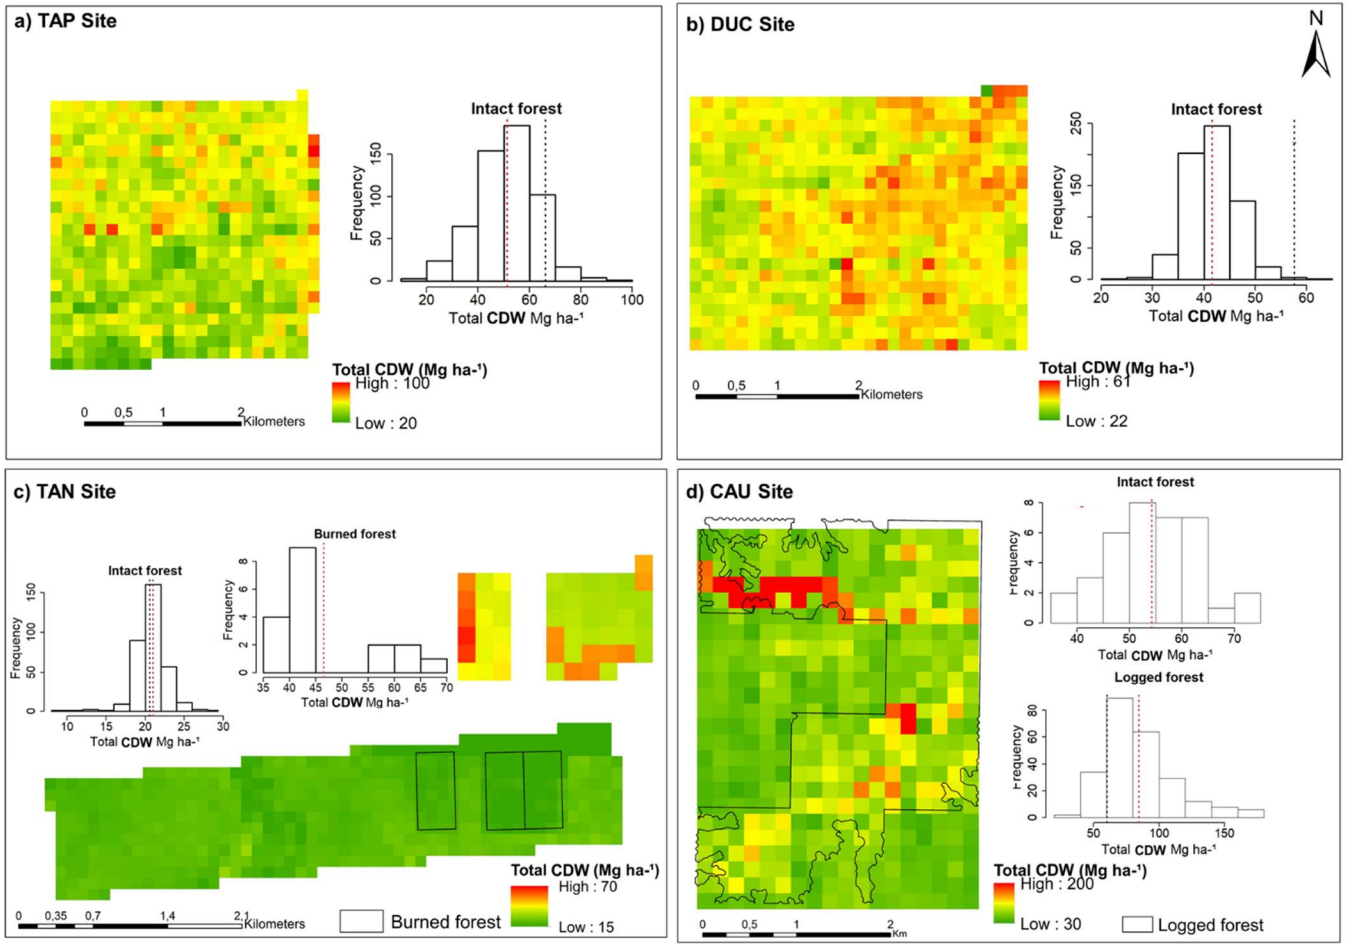 a) TAP Site
Intact forest
Frequency
150
100
50
0
20 40 60 80 100
Total CDW Mg ha-¹
Total CDW (Mg ha-¹)
High : 100
Low : 20
0 0,5 1 2
Kilometers
b) DUC Site
N
Intact forest
Frequency
250
150
50
0
20 30 40 50 60
Total CDW Mg ha-¹
Total CDW (Mg ha-¹)
High : 61
Low : 22
0 0,5 1 2
Kilometers
c) TAN Site
Intact forest
Frequency
150
100
50
0
10 15 20 25 30
Total CDW Mg ha-¹
Burned forest
Frequency
8
6
4
2
0
35 40 45 50 55 60 65 70
Total CDW Mg ha-¹
Total CDW (Mg ha-¹)
High : 70
Low : 15
0 0,35 0,7 1,4 2,1
Kilometers
Burned forest
d) CAU Site
Intact forest
Frequency
8
6
4
2
0
40 50 60 70
Total CDW Mg ha-¹
Logged forest
Frequency
80
60
40
20
0
50 100 150
Total CDW Mg ha-¹
Total CDW (Mg ha-¹)
High : 200
Low : 30
0 0,5 1 2
Km
Logged forest